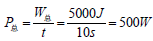 P总 = W总/t = 5000J/10s = 500W